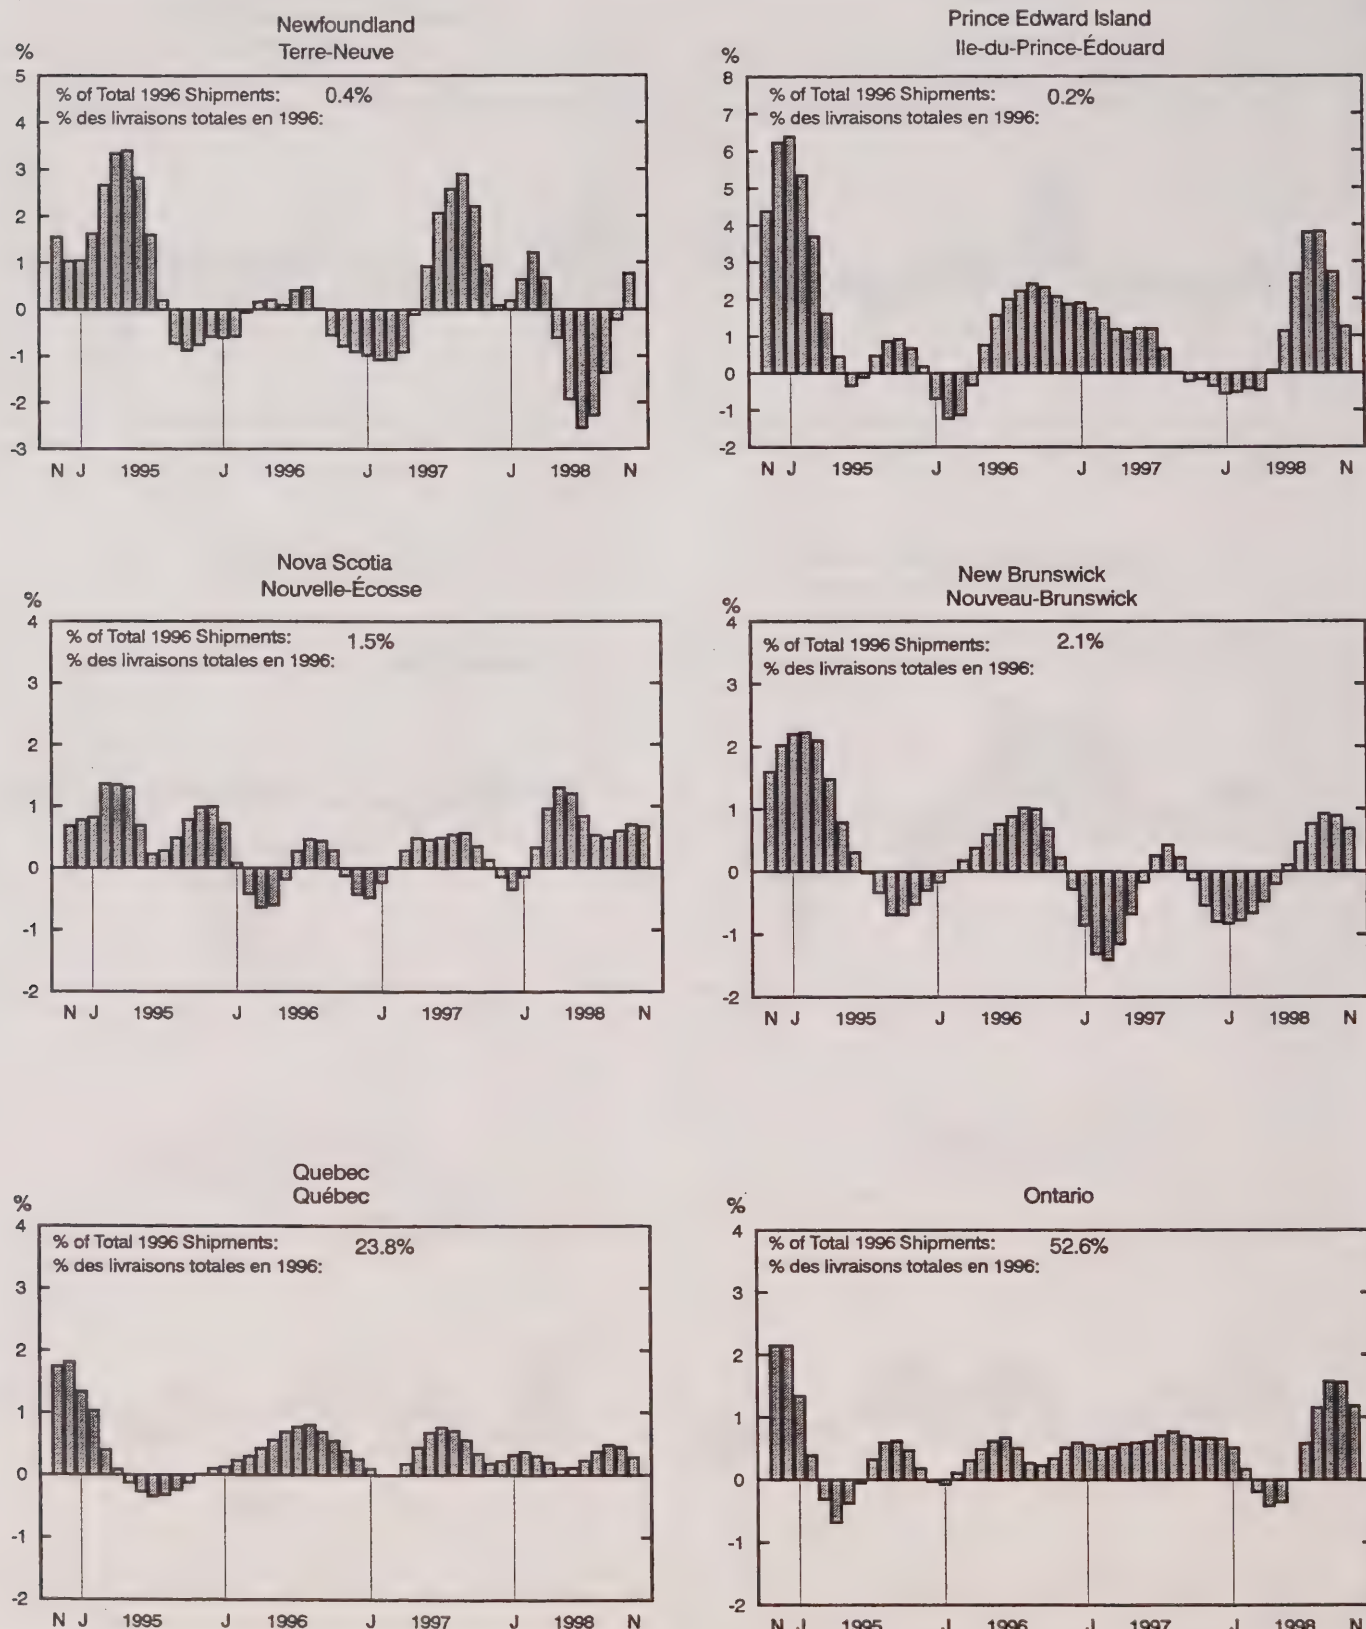 Newfoundland
Terre-Neuve
%
5
% of Total 1996 Shipments: 0.4%
% des livraisons totales en 1996:
4
3
2
1
0
-1
-2
-3
N J 1995 J 1996 J 1997 J 1998 N
Prince Edward Island
Ile-du-Prince-Édouard
%
8
% of Total 1996 Shipments: 0.2%
% des livraisons totales en 1996:
7
6
5
4
3
2
1
0
-1
-2
N J 1995 J 1996 J 1997 J 1998 N
Nova Scotia
Nouvelle-Écosse
%
4
% of Total 1996 Shipments: 1.5%
% des livraisons totales en 1996:
3
2
1
0
-1
-2
N J 1995 J 1996 J 1997 J 1998 N
New Brunswick
Nouveau-Brunswick
%
4
% of Total 1996 Shipments: 2.1%
% des livraisons totales en 1996:
3
2
1
0
-1
-2
N J 1995 J 1996 J 1997 J 1998 N
Quebec
Québec
%
4
% of Total 1996 Shipments: 23.8%
% des livraisons totales en 1996:
3
2
1
0
-1
-2
N J 1995 J 1996 J 1997 J 1998 N
Ontario
%
4
% of Total 1996 Shipments: 52.6%
% des livraisons totales en 1996:
3
2
1
0
-1
-2
N J 1995 J 1996 J 1997 J 1998 N